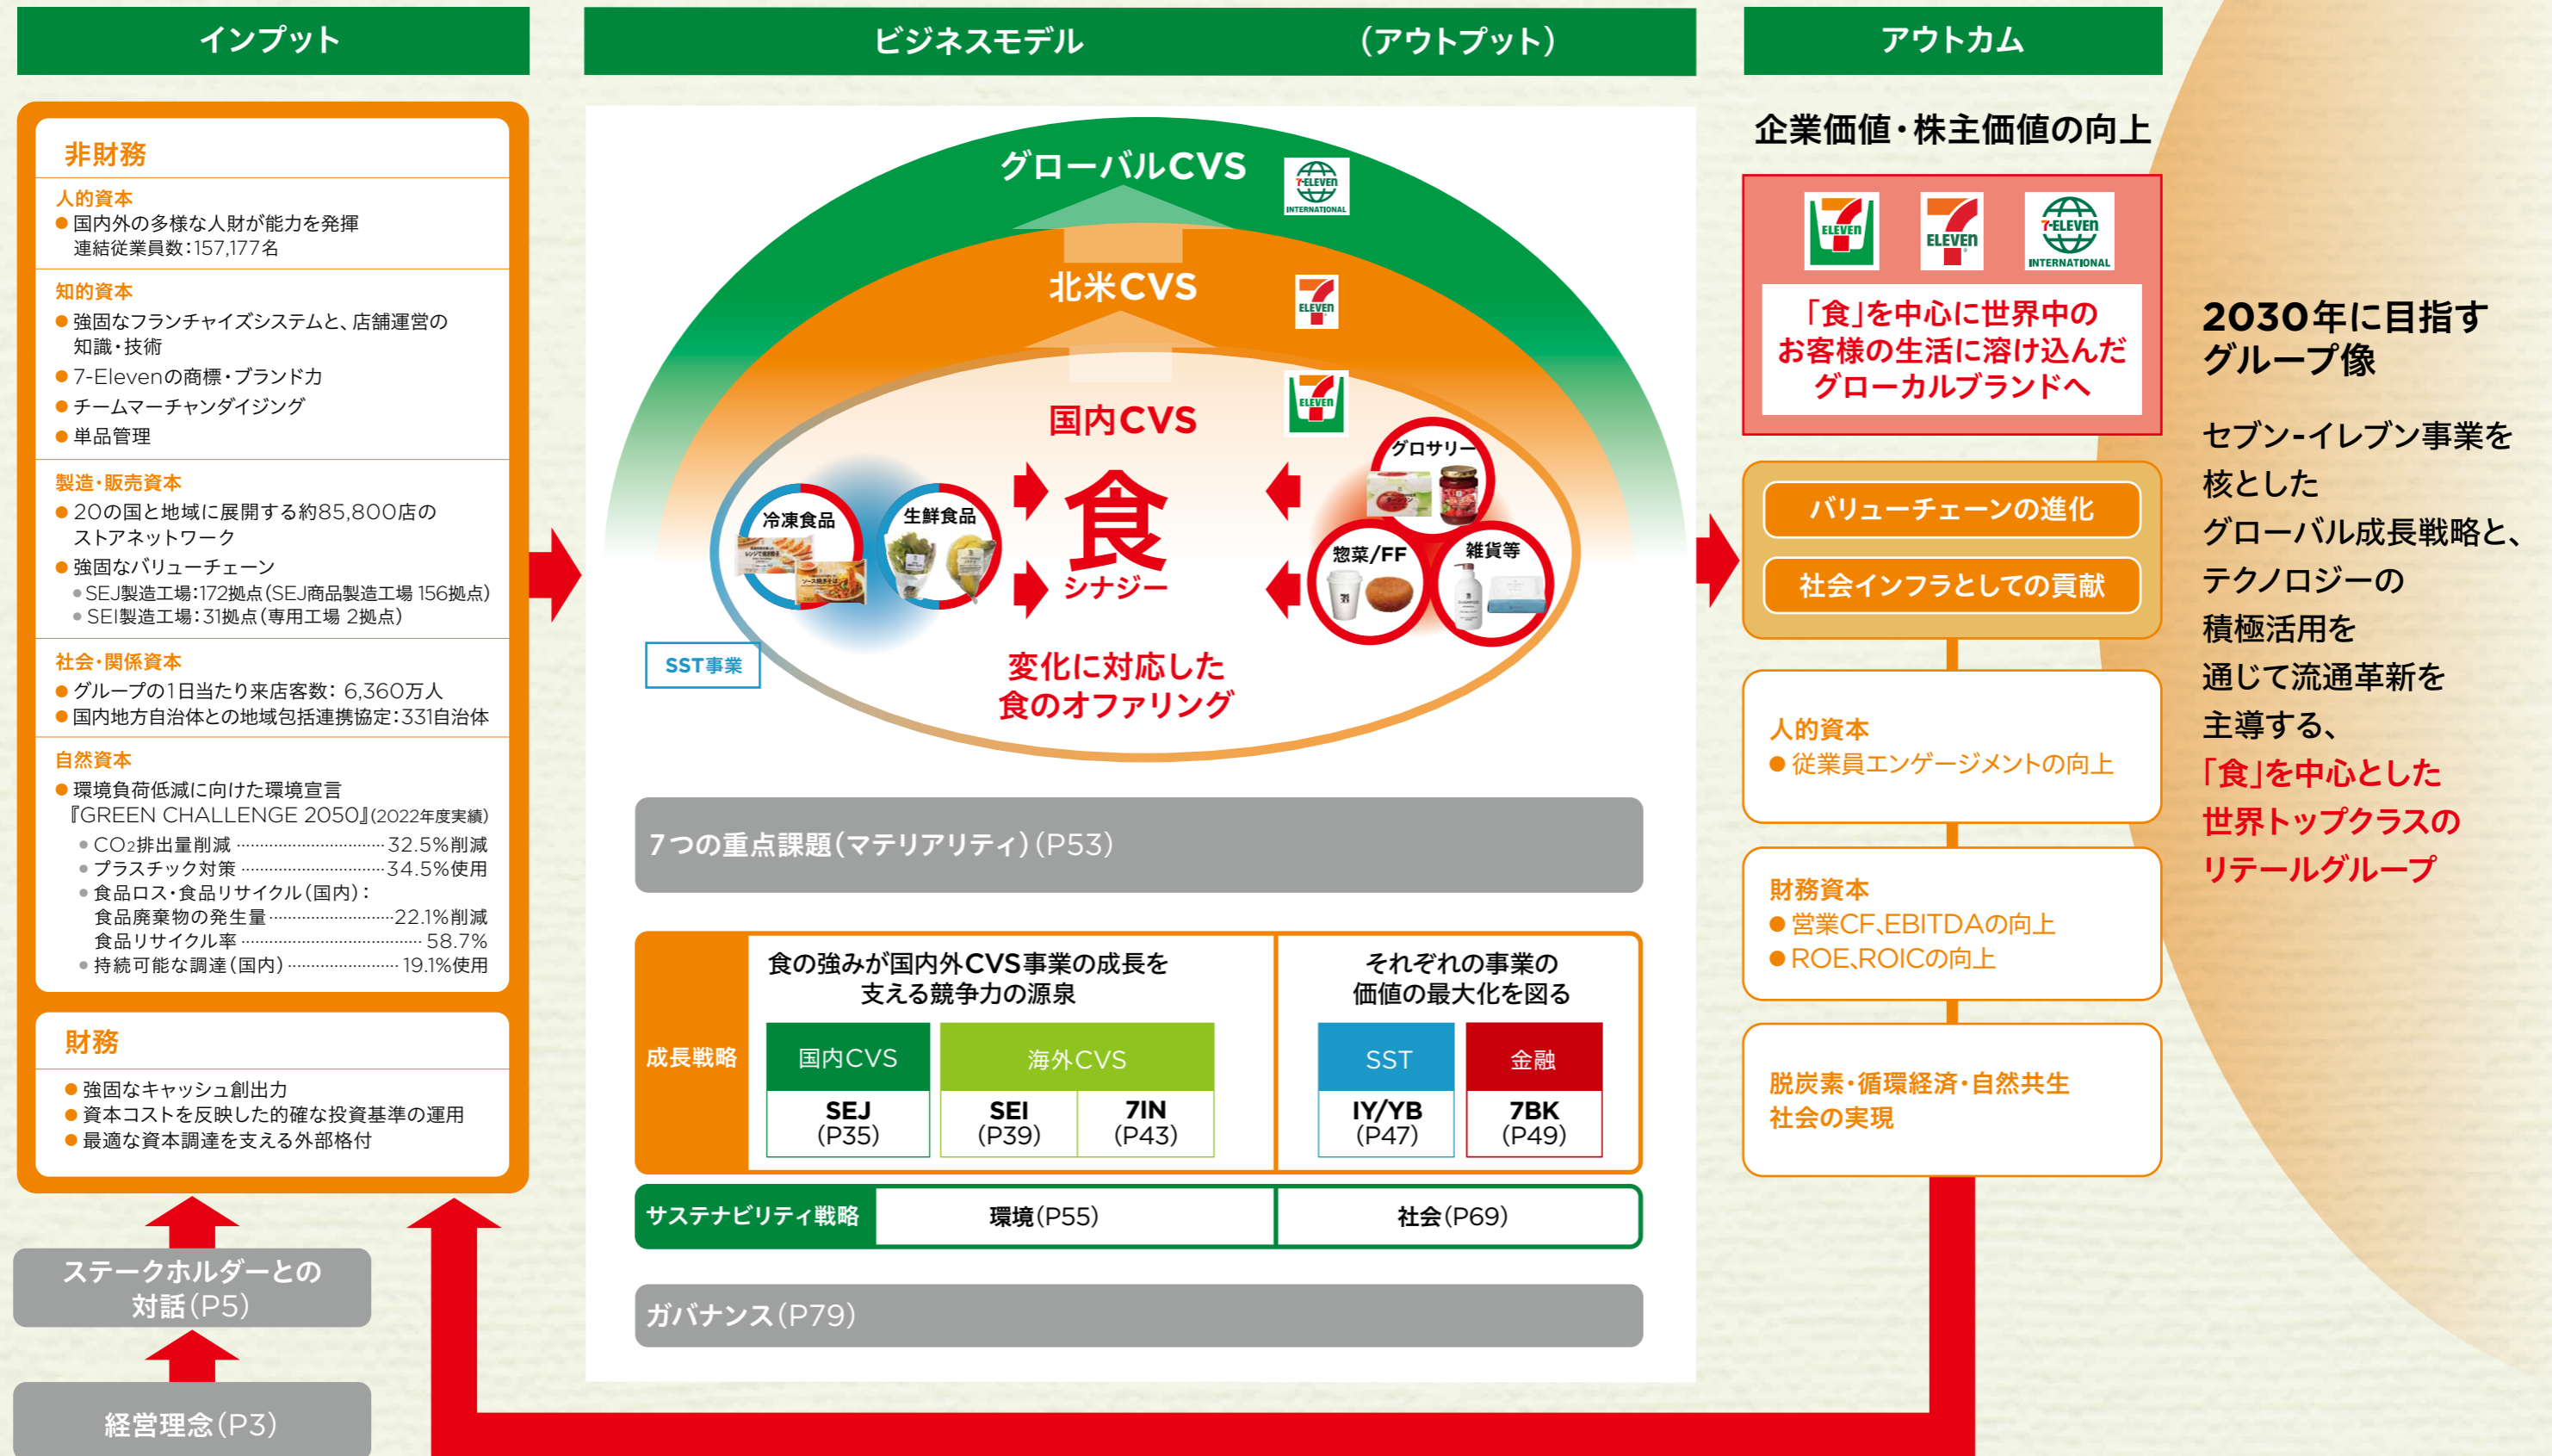 インプット
非財務
人的資本
● 国内外の多様な人財が能力を発揮
連結従業員数：157,177名
知的資本
● 強固なフランチャイズシステムと、店舗運営の
知識・技術
● 7-Elevenの商標・ブランド力
● チームマーチャンダイジング
● 単品管理
製造・販売資本
● 20の国と地域に展開する約85,800店の
ストアネットワーク
● 強固なバリューチェーン
● SEJ製造工場：172拠点（SEJ商品製造工場 156拠点）
● SEI製造工場：31拠点（専用工場 2拠点）
社会・関係資本
● グループの1日当たり来店客数： 6,360万人
● 国内地方自治体との地域包括連携協定：331自治体
自然資本
● 環境負荷低減に向けた環境宣言
『GREEN CHALLENGE 2050』（2022年度実績）
● CO2排出量削減 …… 32.5%削減
● プラスチック対策 …… 34.5%使用
● 食品ロス・食品リサイクル（国内）：
食品廃棄物の発生量 …… 22.1%削減
食品リサイクル率 …… 58.7%
● 持続可能な調達（国内） …… 19.1%使用
財務
● 強固なキャッシュ創出力
● 資本コストを反映した的確な投資基準の運用
● 最適な資本調達を支える外部格付
ステークホルダーとの
対話（P5）
経営理念（P3）
ビジネスモデル （アウトプット）
グローバルCVS
7-ELEVEn
INTERNATIONAL
北米CVS
7
ELEVEn
国内CVS
7
ELEVEn
冷凍食品
生鮮食品
食
シナジー
グロサリー
惣菜/FF
雑貨等
SST事業
変化に対応した
食のオファリング
7つの重点課題（マテリアリティ）（P53）
成長戦略
食の強みが国内外CVS事業の成長を
支える競争力の源泉
国内CVS
SEJ
（P35）
海外CVS
SEI
（P39）
7IN
（P43）
それぞれの事業の
価値の最大化を図る
SST
IY/YB
（P47）
金融
7BK
（P49）
サステナビリティ戦略
環境（P55）
社会（P69）
ガバナンス（P79）
アウトカム
企業価値・株主価値の向上
7
ELEVEn
7
ELEVEn
7-ELEVEn
INTERNATIONAL
「食」を中心に世界中の
お客様の生活に溶け込んだ
グローカルブランドへ
バリューチェーンの進化
社会インフラとしての貢献
人的資本
● 従業員エンゲージメントの向上
財務資本
● 営業CF、EBITDAの向上
● ROE、ROICの向上
脱炭素・循環経済・自然共生
社会の実現
2030年に目指す
グループ像
セブン-イレブン事業を
核とした
グローバル成長戦略と、
テクノロジーの
積極活用を
通じて流通革新を
主導する、
「食」を中心とした
世界トップクラスの
リテールグループ